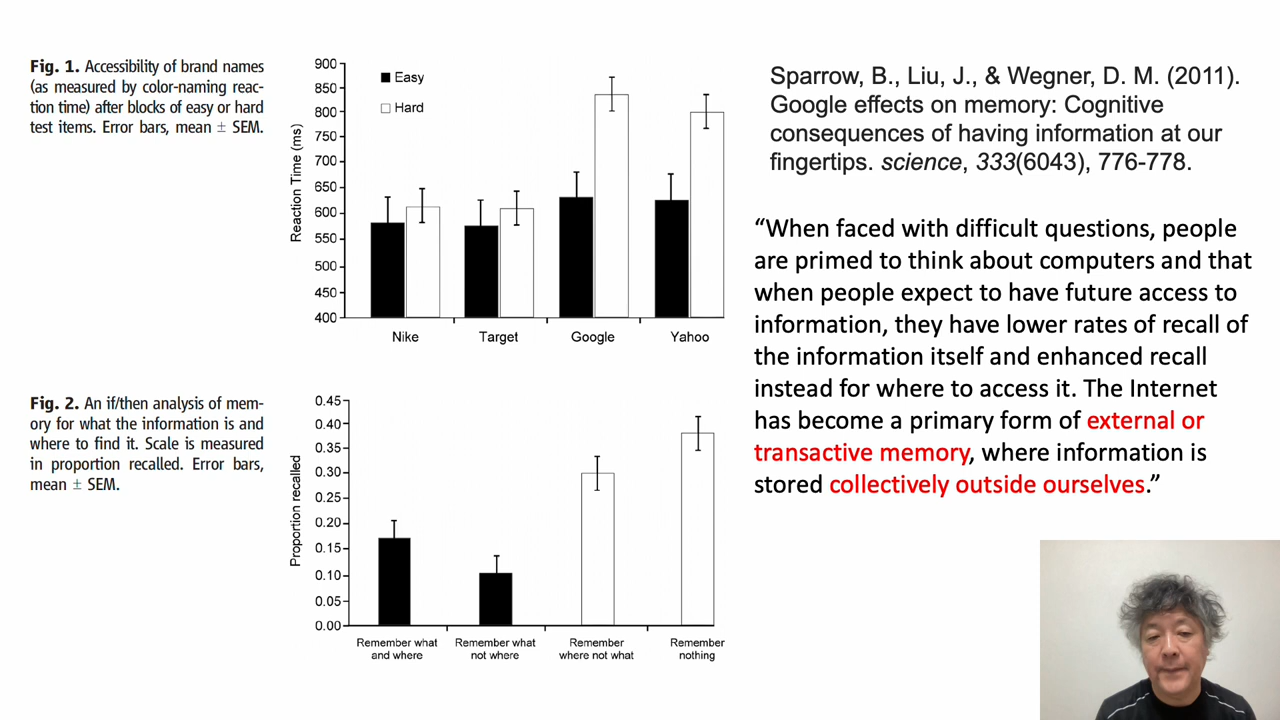 Fig. 1. Accessibility of brand names
(as measured by color-naming reac-
tion time) after blocks of easy or hard
test items. Error bars, mean ± SEM.
Reaction Time (ms)
900
850
800
750
700
650
600
550
500
450
400
Easy
Hard
Nike
Target
Google
Yahoo
Fig. 2. An if/then analysis of mem-
ory for what the information is and
where to find it. Scale is measured
in proportion recalled. Error bars,
mean ± SEM.
Proportion recalled
0.45
0.40
0.35
0.30
0.25
0.20
0.15
0.10
0.05
0.00
Remember what
and where
Remember what
not where
Remember
where not what
Remember
nothing
Sparrow, B., Liu, J., & Wegner, D. M. (2011).
Google effects on memory: Cognitive
consequences of having information at our
fingertips. science, 333(6043), 776-778.
“When faced with difficult questions, people
are primed to think about computers and that
when people expect to have future access to
information, they have lower rates of recall of
the information itself and enhanced recall
instead for where to access it. The Internet
has become a primary form of external or
transactive memory, where information is
stored collectively outside ourselves.”